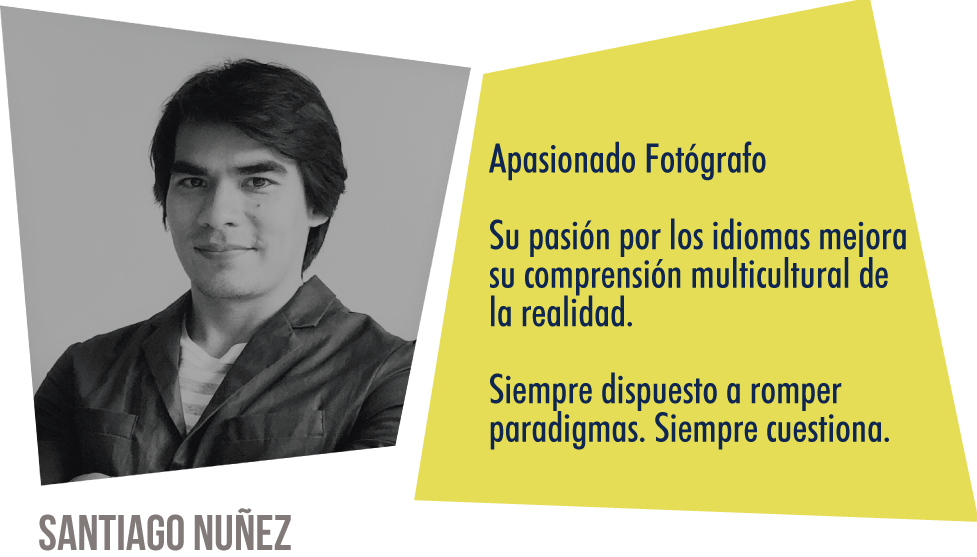 Apasionado Fotógrafo
Su pasión por los idiomas mejora
su comprensión multicultural de
la realidad.
Siempre dispuesto a romper
paradigmas. Siempre cuestiona.
SANTIAGO NUÑEZ